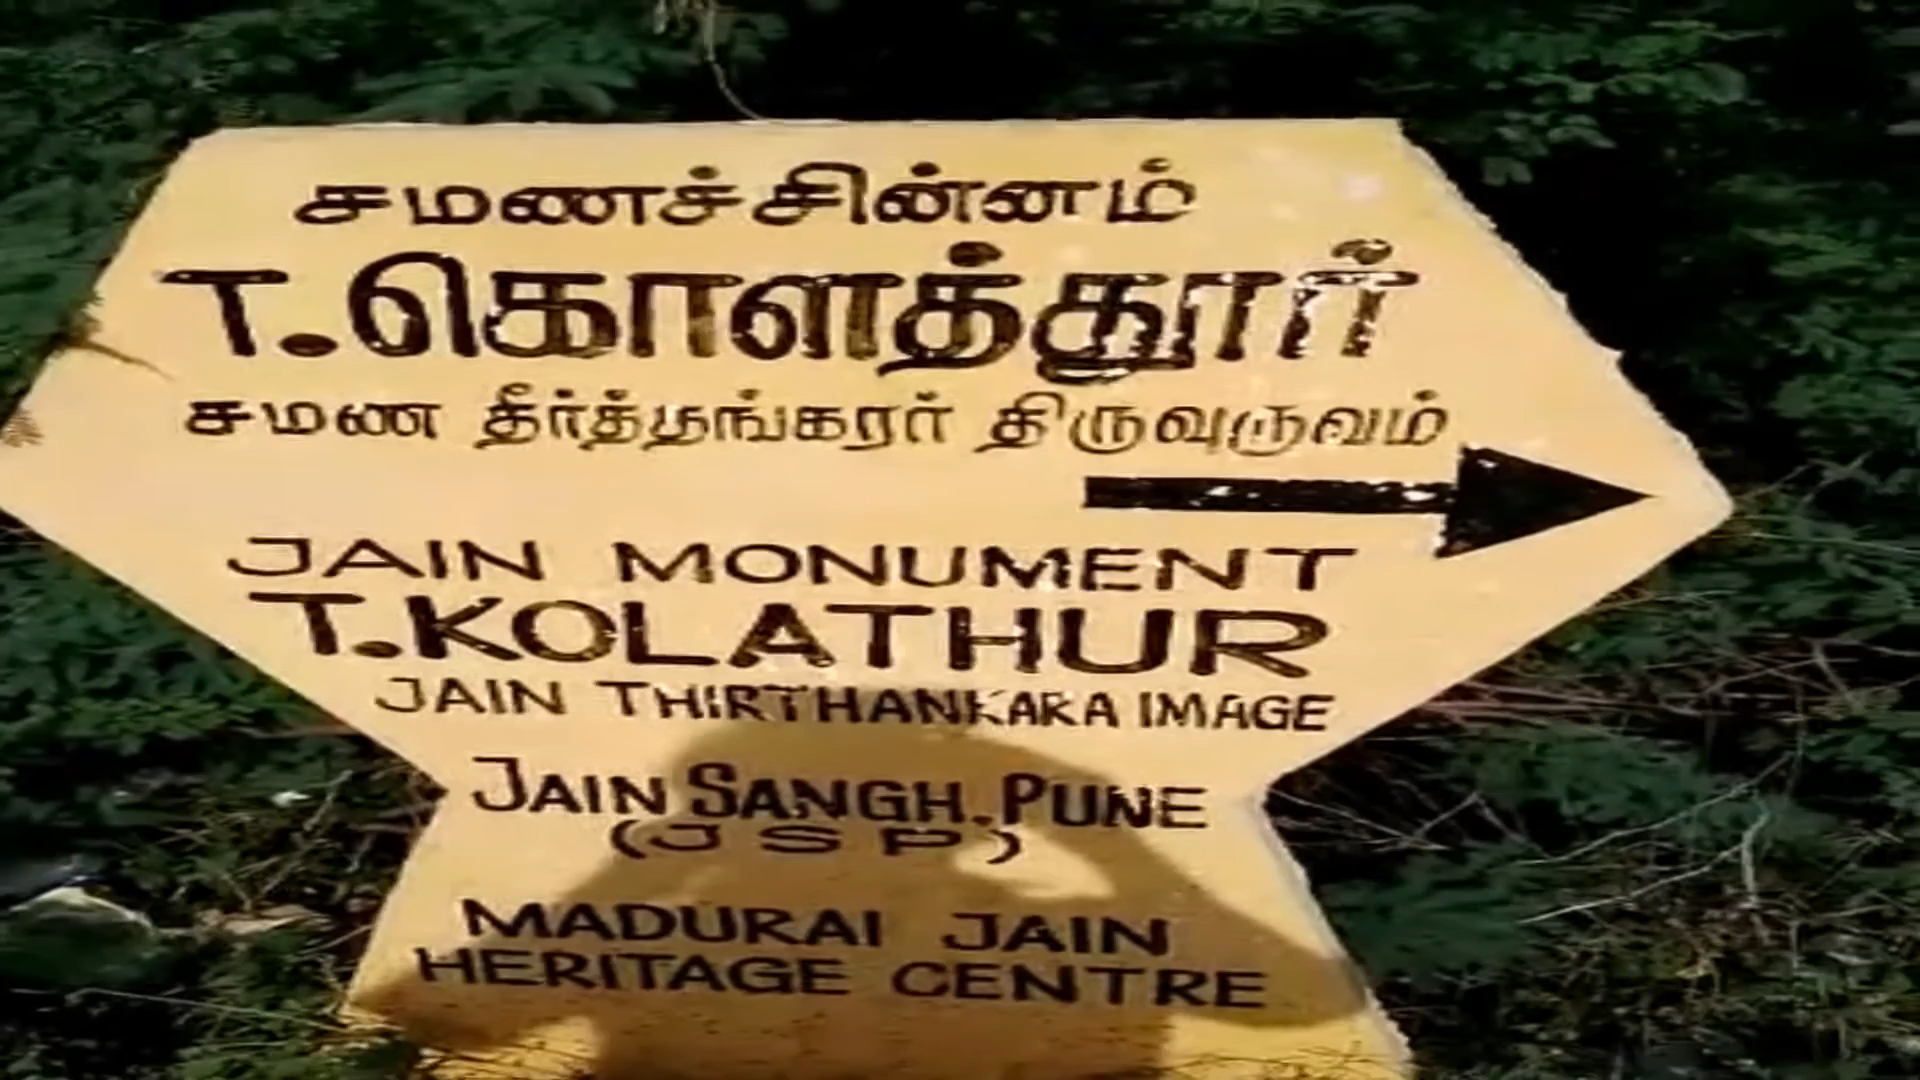 சமணச்சின்னம்
T.கொளத்தூர்
சமண தீர்த்தங்கரர் திருவுருவம்
JAIN MONUMENT
T.KOLATHUR
JAIN THIRTHANKARA IMAGE
JAIN SANGH.PUNE
(JSP)
MADURAI JAIN
HERITAGE CENTRE